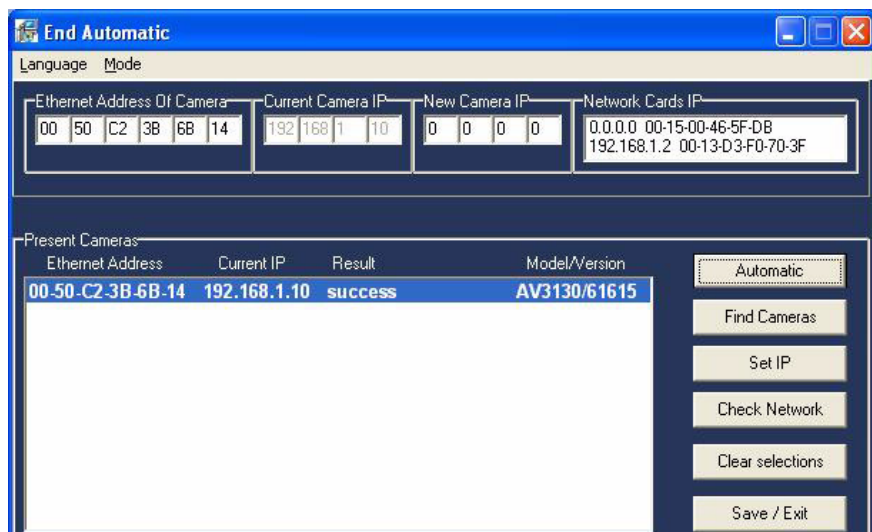 End Automatic
Language Mode
Ethernet Address Of Camera
00 50 C2 3B 6B 14
Current Camera IP
192 168 1 10
New Camera IP
0 0 0 0
Network Cards IP
0.0.0.0 00-15-00-46-5F-DB
192.168.1.2 00-13-D3-F0-70-3F
Present Cameras
Ethernet Address Current IP Result Model/Version
00-50-C2-3B-6B-14 192.168.1.10 success AV3130/61615
Automatic
Find Cameras
Set IP
Check Network
Clear selections
Save / Exit